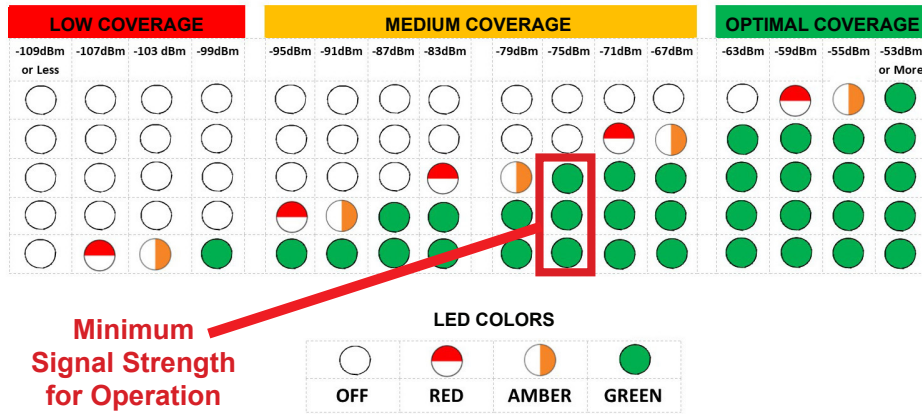 LOW COVERAGE MEDIUM COVERAGE OPTIMAL COVERAGE
-109dBm -107dBm -103 dBm -99dBm -95dBm -91dBm -87dBm -83dBm -79dBm -75dBm -71dBm -67dBm -63dBm -59dBm -55dBm -53dBm
or Less or More
Minimum
Signal Strength
for Operation
LED COLORS
OFF RED AMBER GREEN